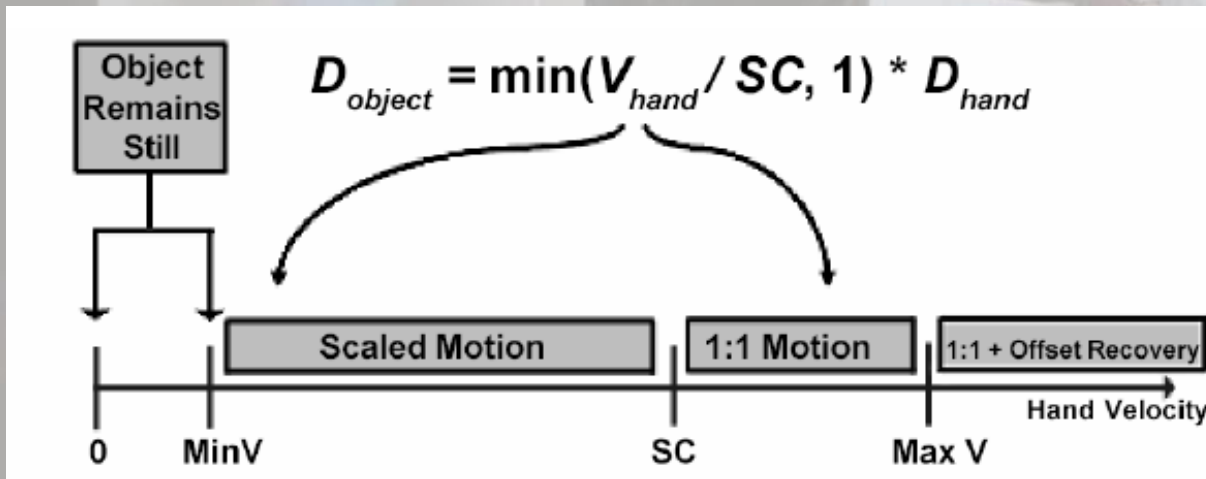 Object
Remains
Still
D_object = min(V_hand / SC, 1) * D_hand
Scaled Motion
1:1 Motion
1:1 + Offset Recovery
Hand Velocity
0
MinV
SC
Max V